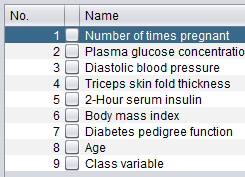 No. Name
1 Number of times pregnant
2 Plasma glucose concentratio
3 Diastolic blood pressure
4 Triceps skin fold thickness
5 2-Hour serum insulin
6 Body mass index
7 Diabetes pedigree function
8 Age
9 Class variable